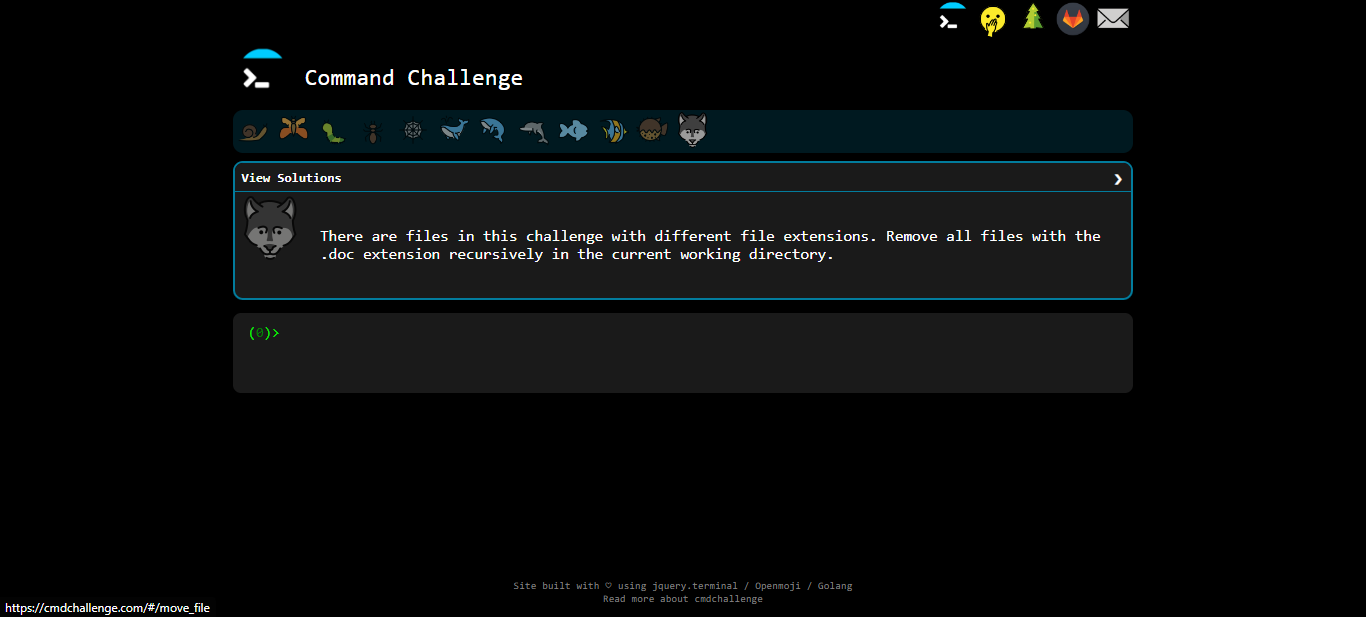 Command Challenge
View Solutions
There are files in this challenge with different file extensions. Remove all files with the
.doc extension recursively in the current working directory.
(0)>
Site built with ♡ using jquery.terminal / Openmoji / Golang
Read more about cmdchallenge
https://cmdchallenge.com/#/move_file